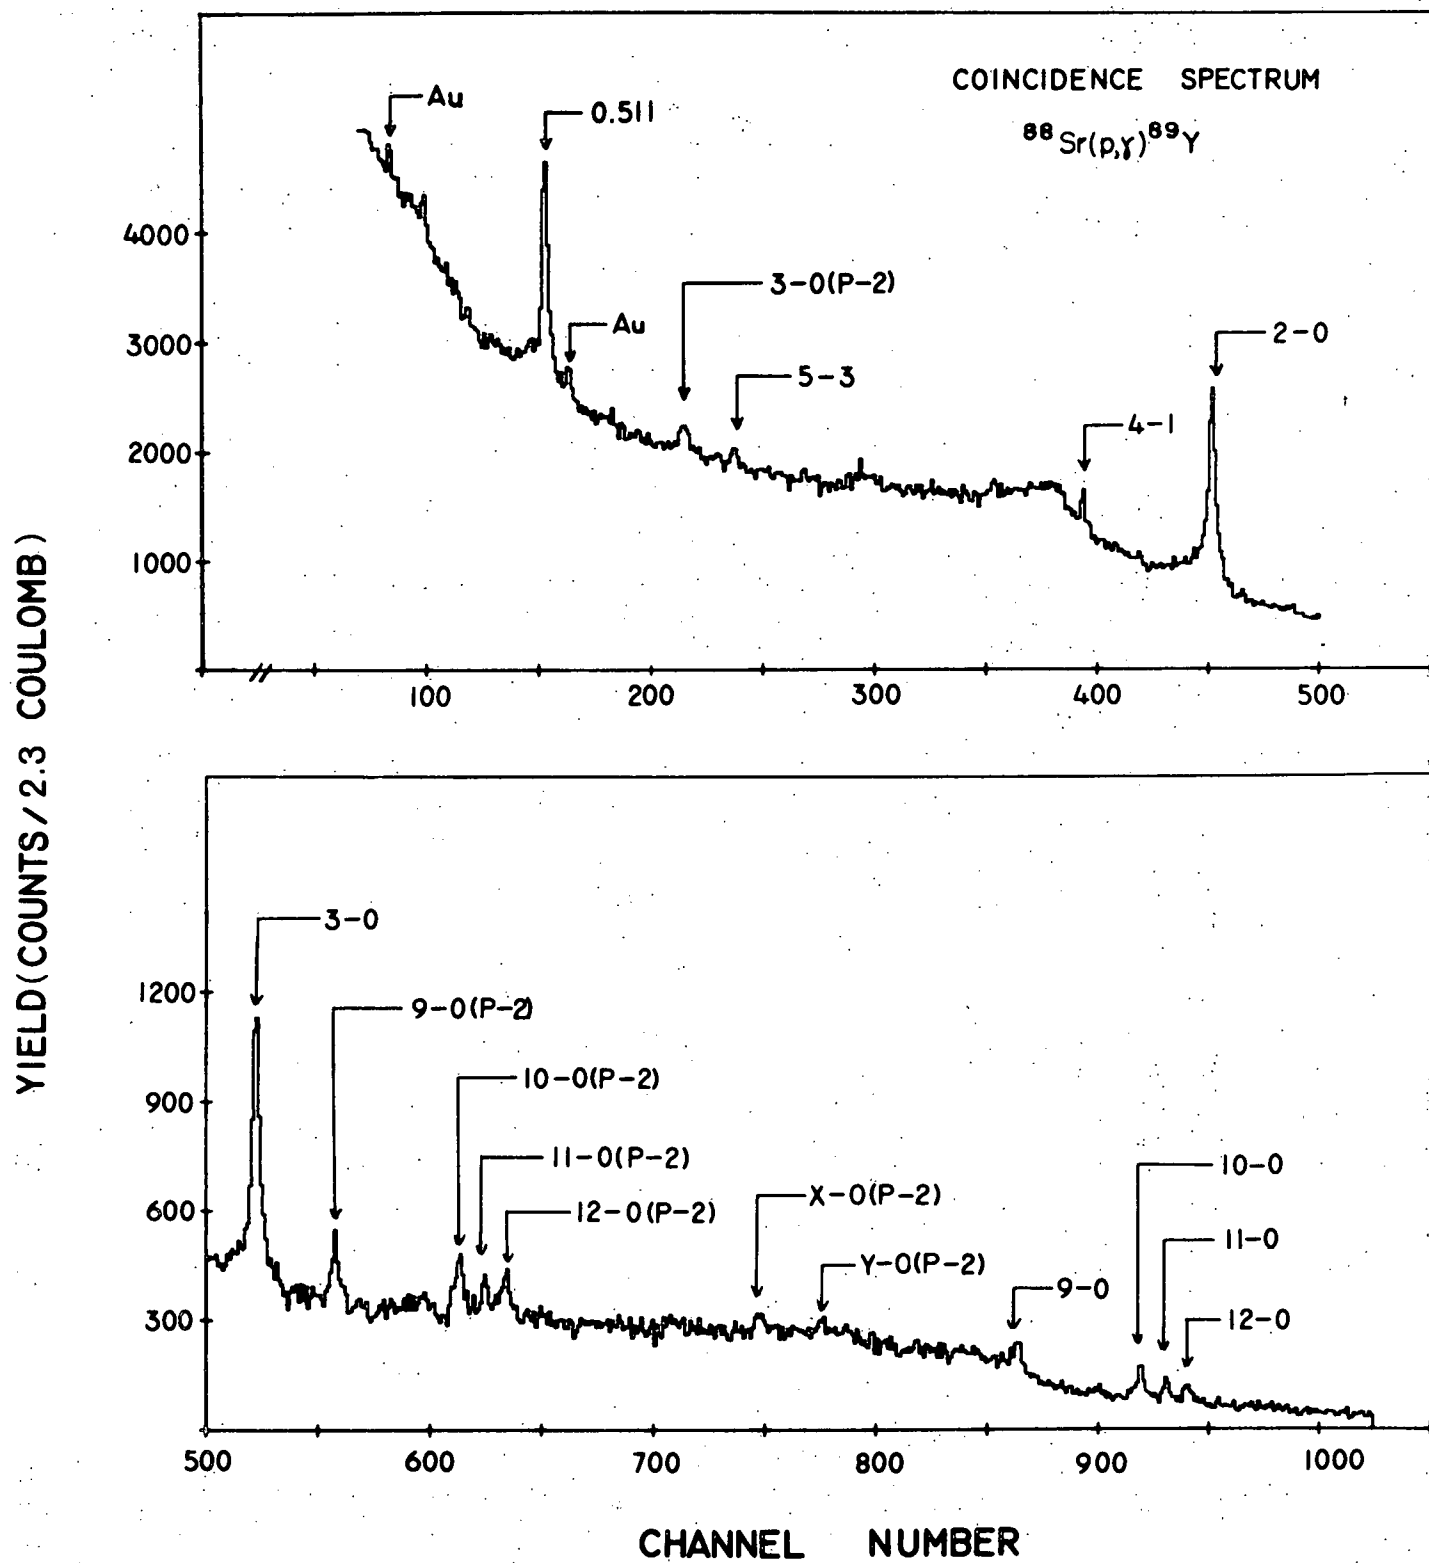 COINCIDENCE SPECTRUM
⁸⁸Sr(p,γ)⁸⁹Y
Au
0.511
4000
3-0(P-2)
Au
3000
2-0
5-3
4-1
2000
1000
100 200 300 400 500
YIELD(COUNTS/2.3 COULOMB)
3-0
1200
9-0(P-2)
10-0(P-2)
900
11-0(P-2)
10-0
X-0(P-2)
600
12-0(P-2)
11-0
Y-0(P-2)
9-0
300
12-0
500 600 700 800 900 1000
CHANNEL NUMBER